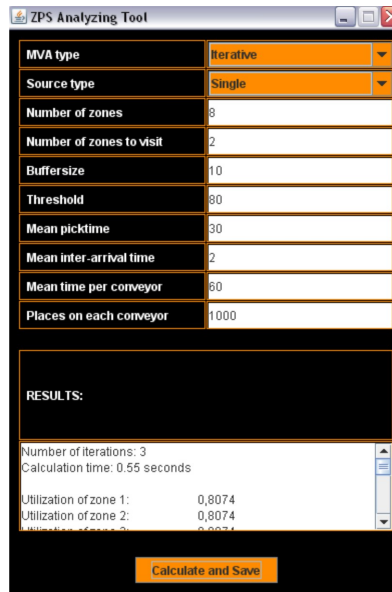 ZPS Analyzing Tool
MVA type Iterative
Source type Single
Number of zones 8
Number of zones to visit 2
Buffersize 10
Threshold 80
Mean picktime 30
Mean inter-arrival time 2
Mean time per conveyor 60
Places on each conveyor 1000
RESULTS:
Number of iterations: 3
Calculation time: 0.55 seconds
Utilization of zone 1: 0,8074
Utilization of zone 2: 0,8074
Calculate and Save